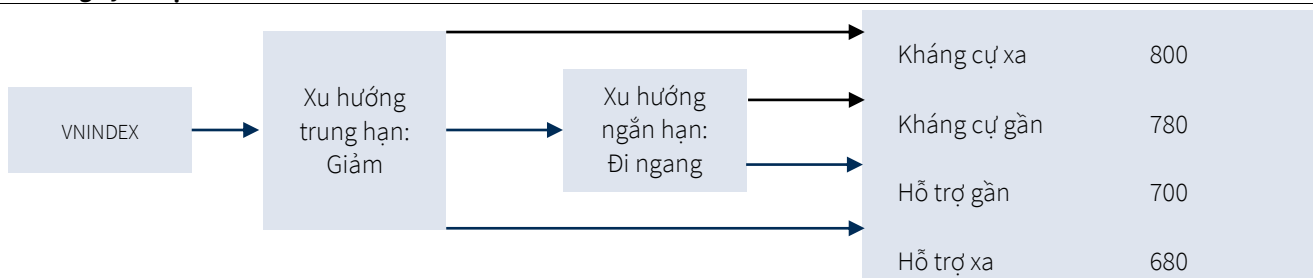 VNINDEX
Xu hướng
trung hạn:
Giảm
Xu hướng
ngắn hạn:
Đi ngang
Kháng cự xa 800
Kháng cự gần 780
Hỗ trợ gần 700
Hỗ trợ xa 680